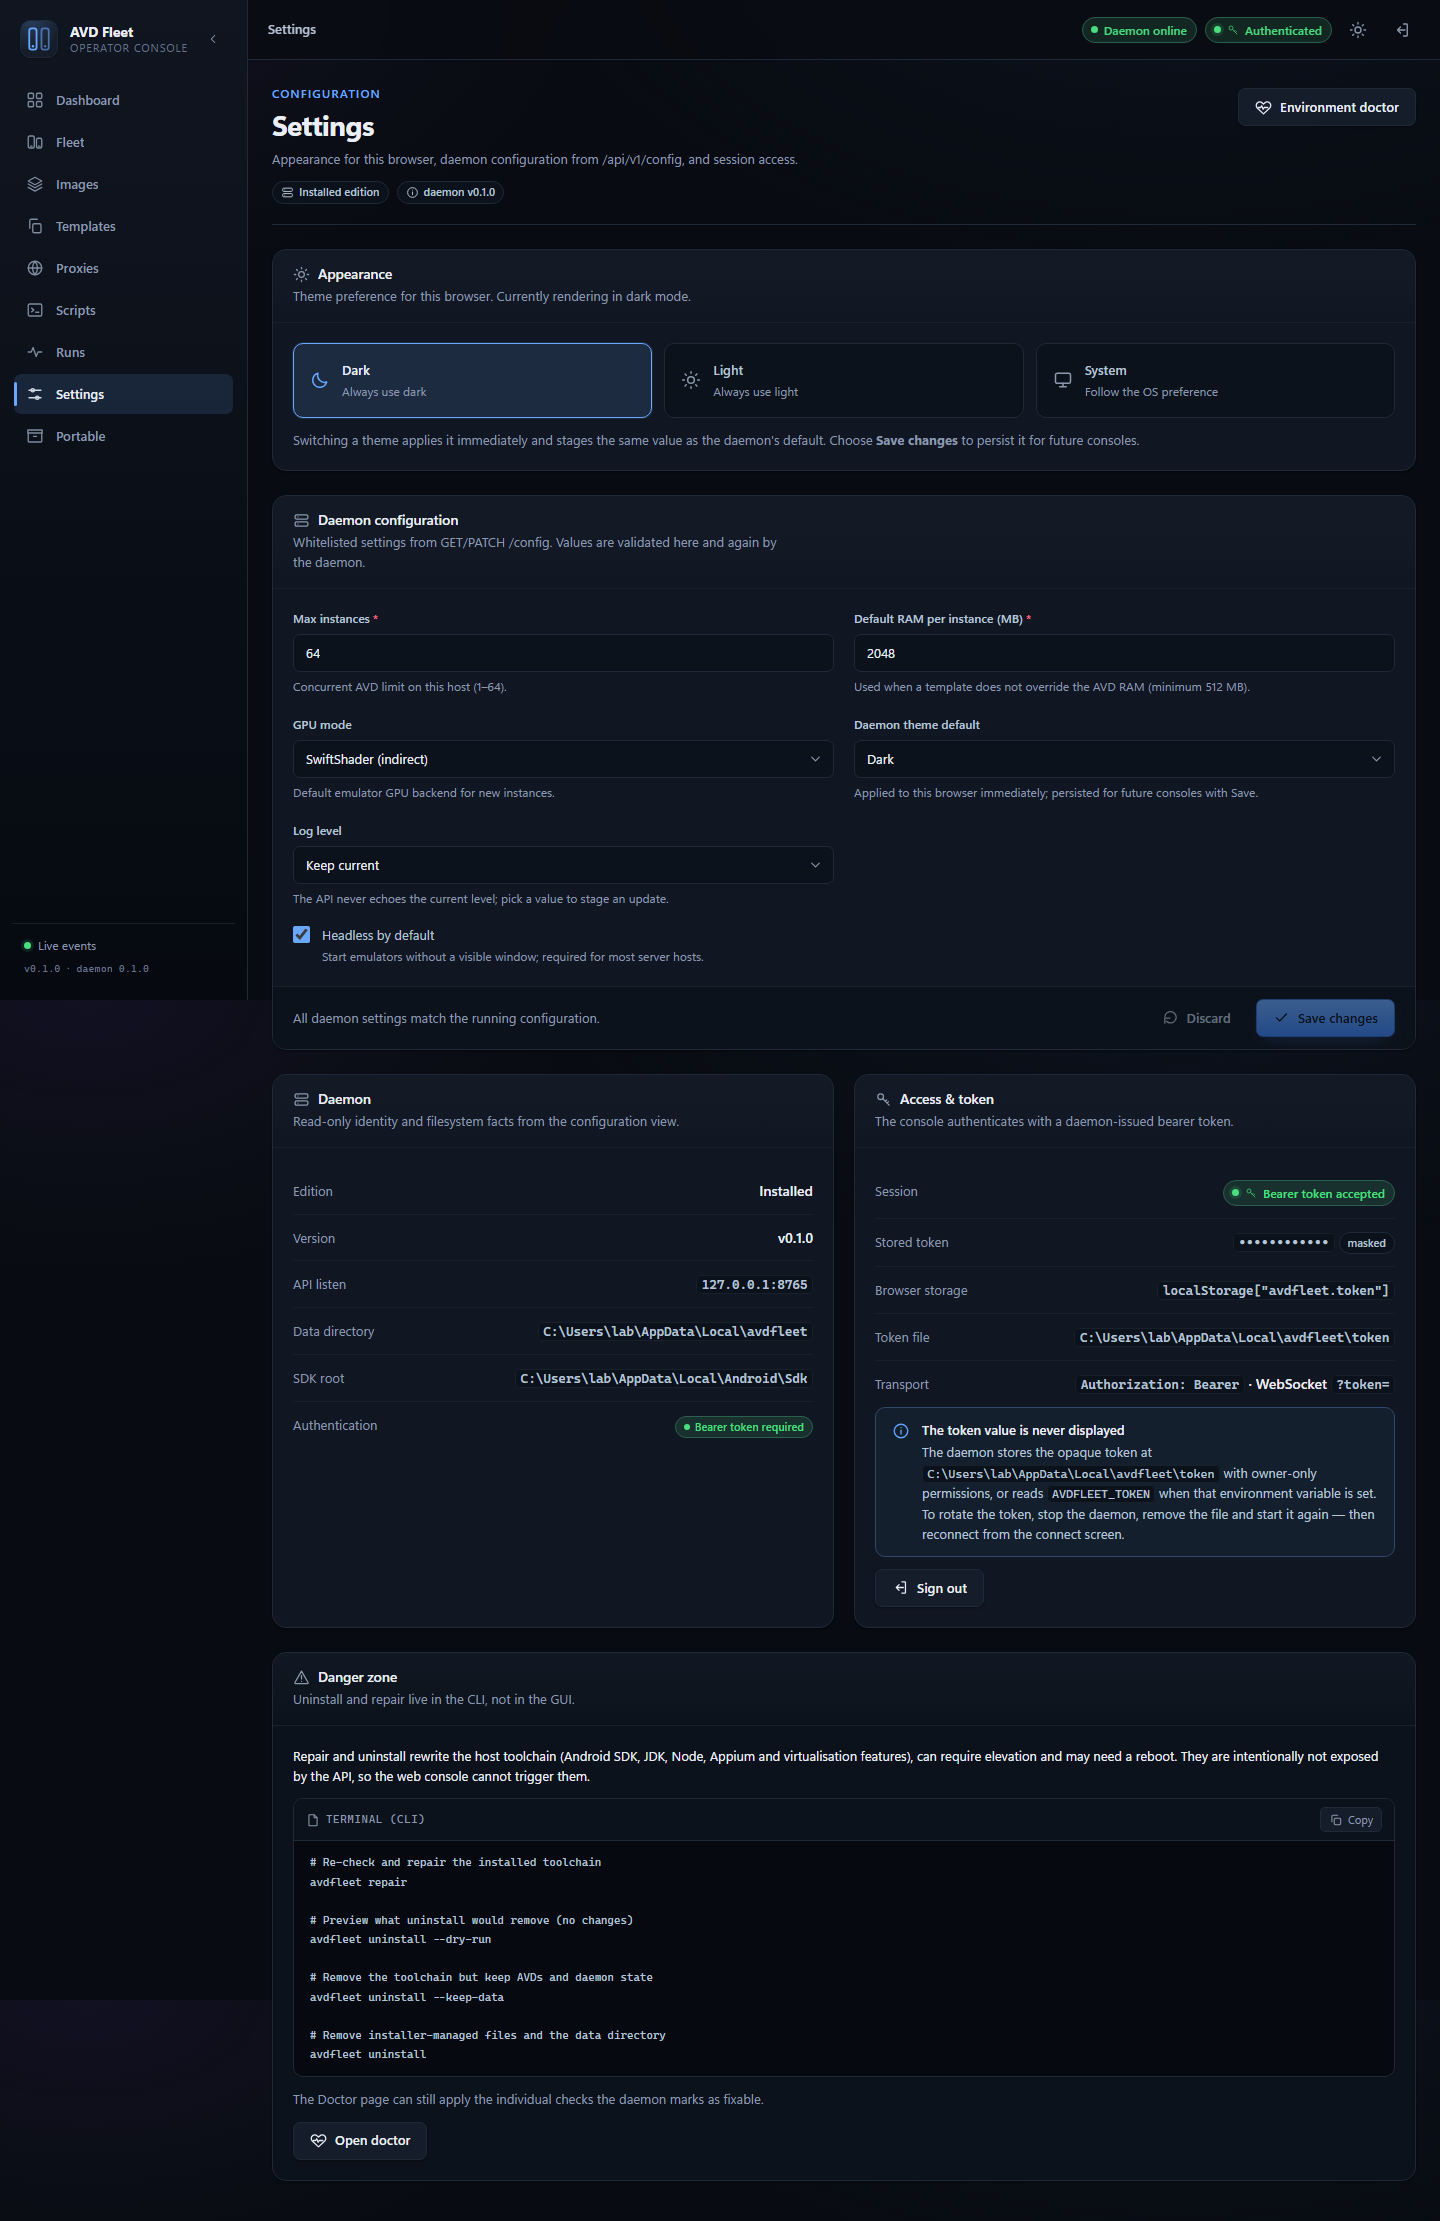 AVD Fleet
OPERATOR CONSOLE
Dashboard
Fleet
Images
Templates
Proxies
Scripts
Runs
Settings
Portable
Live events
v0.1.0 · daemon 0.1.0
Settings
Daemon online
Authenticated
CONFIGURATION
Settings
Appearance for this browser, daemon configuration from /api/v1/config, and session access.
Installed edition
daemon v0.1.0
Environment doctor
Appearance
Theme preference for this browser. Currently rendering in dark mode.
Dark
Always use dark
Light
Always use light
System
Follow the OS preference
Switching a theme applies it immediately and stages the same value as the daemon's default. Choose Save changes to persist it for future consoles.
Daemon configuration
Whitelisted settings from GET/PATCH /config. Values are validated here and again by
the daemon.
Max instances *
64
Concurrent AVD limit on this host (1–64).
Default RAM per instance (MB) *
2048
Used when a template does not override the AVD RAM (minimum 512 MB).
GPU mode
SwiftShader (indirect)
Default emulator GPU backend for new instances.
Daemon theme default
Dark
Applied to this browser immediately; persisted for future consoles with Save.
Log level
Keep current
The API never echoes the current level; pick a value to stage an update.
Headless by default
Start emulators without a visible window; required for most server hosts.
All daemon settings match the running configuration.
Discard
Save changes
Daemon
Read-only identity and filesystem facts from the configuration view.
Edition
Installed
Version
v0.1.0
API listen
127.0.0.1:8765
Data directory
C:\Users\lab\AppData\Local\avdfleet
SDK root
C:\Users\lab\AppData\Local\Android\Sdk
Authentication
Bearer token required
Access & token
The console authenticates with a daemon-issued bearer token.
Session
Bearer token accepted
Stored token
•••••••••••• masked
Browser storage
localStorage["avdfleet.token"]
Token file
C:\Users\lab\AppData\Local\avdfleet\token
Transport
Authorization: Bearer · WebSocket ?token=
The token value is never displayed
The daemon stores the opaque token at
C:\Users\lab\AppData\Local\avdfleet\token with owner-only
permissions, or reads AVDFLEET_TOKEN when that environment variable is set.
To rotate the token, stop the daemon, remove the file and start it again — then
reconnect from the connect screen.
Sign out
Danger zone
Uninstall and repair live in the CLI, not in the GUI.
Repair and uninstall rewrite the host toolchain (Android SDK, JDK, Node, Appium and virtualisation features), can require elevation and may need a reboot. They are intentionally not exposed
by the API, so the web console cannot trigger them.
TERMINAL (CLI)
Copy
# Re-check and repair the installed toolchain
avdfleet repair
# Preview what uninstall would remove (no changes)
avdfleet uninstall --dry-run
# Remove the toolchain but keep AVDs and daemon state
avdfleet uninstall --keep-data
# Remove installer-managed files and the data directory
avdfleet uninstall
The Doctor page can still apply the individual checks the daemon marks as fixable.
Open doctor